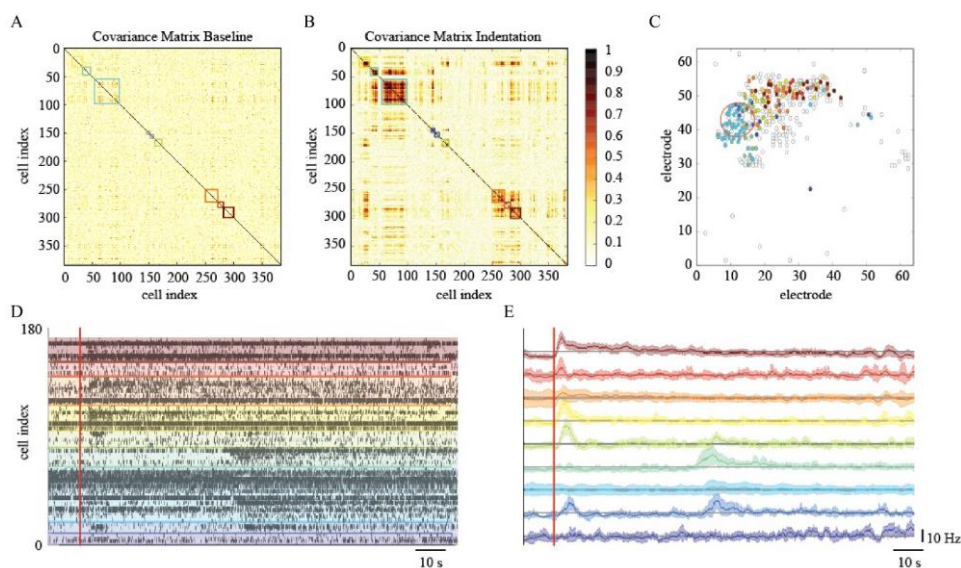 A
Covariance Matrix Baseline
0
50
100
150
200
250
300
350
cell index
0 50 100 150 200 250 300 350
cell index
B
Covariance Matrix Indentation
0
50
100
150
200
250
300
350
cell index
0 50 100 150 200 250 300 350
cell index
1
0.9
0.8
0.7
0.6
0.5
0.4
0.3
0.2
0.1
0
C
60
50
40
30
20
10
0
electrode
0 10 20 30 40 50 60
electrode
D
180
cell index
0
10 s
E
10 Hz
10 s